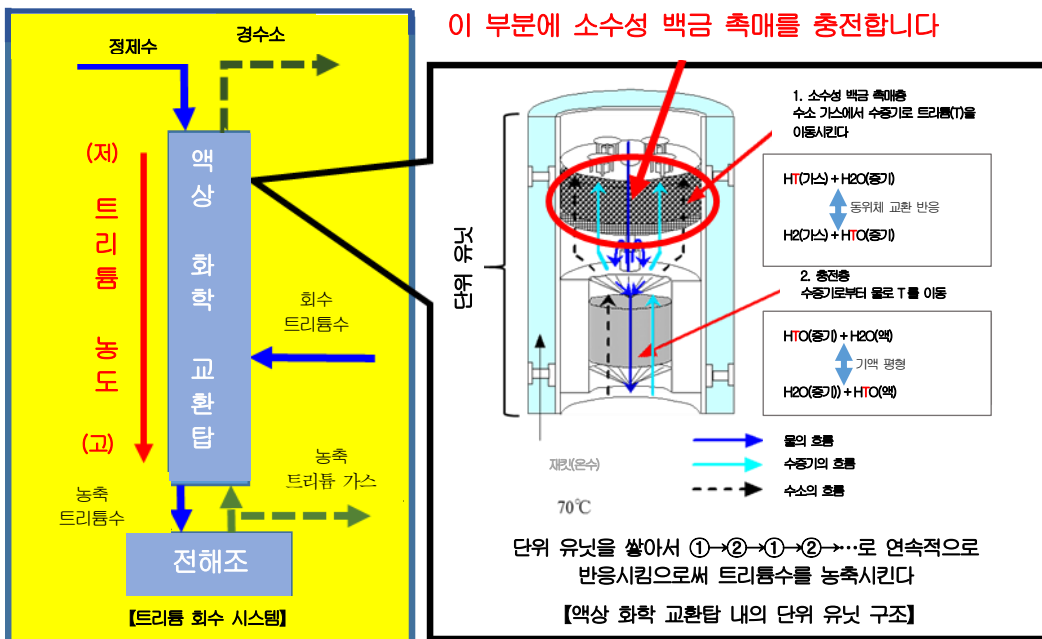 이 부분에 소수성 백금 촉매를 충전합니다
정제수
경수소
(저)
트리튬 농도
(고)
액상 화학 교환탑
회수
트리튬수
농축
트리튬 가스
농축
트리튬수
전해조
【트리튬 회수 시스템】
단위 유닛
1. 소수성 백금 촉매층
수소 가스에서 수증기로 트리튬(T)을
이동시킨다
HT(가스) + H2O(증기)
동위체 교환 반응
H2(가스) + HTO(증기)
2. 충전층
수증기로부터 물로 T 를 이동
HTO(증기) + H2O(액)
기액 평형
H2O(증기)) + HTO(액)
재킷(온수)
70℃
물의 흐름
수증기의 흐름
수소의 흐름
단위 유닛을 쌓아서 ①→②→①→②→…로 연속적으로
반응시킴으로써 트리튬수를 농축시킨다
【액상 화학 교환탑 내의 단위 유닛 구조】